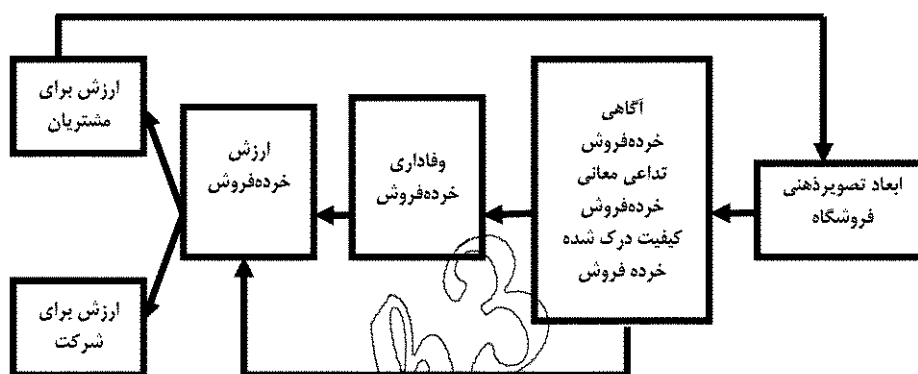 ابعاد تصویرذهنی
فروشگاه
آگاهی
خرده‌فروش
تداعی معانی
خرده‌فروش
کیفیت درک شده
خرده فروش
وفاداری
خرده‌فروش
ارزش
خرده‌فروش
ارزش برای
مشتریان
ارزش برای
شرکت